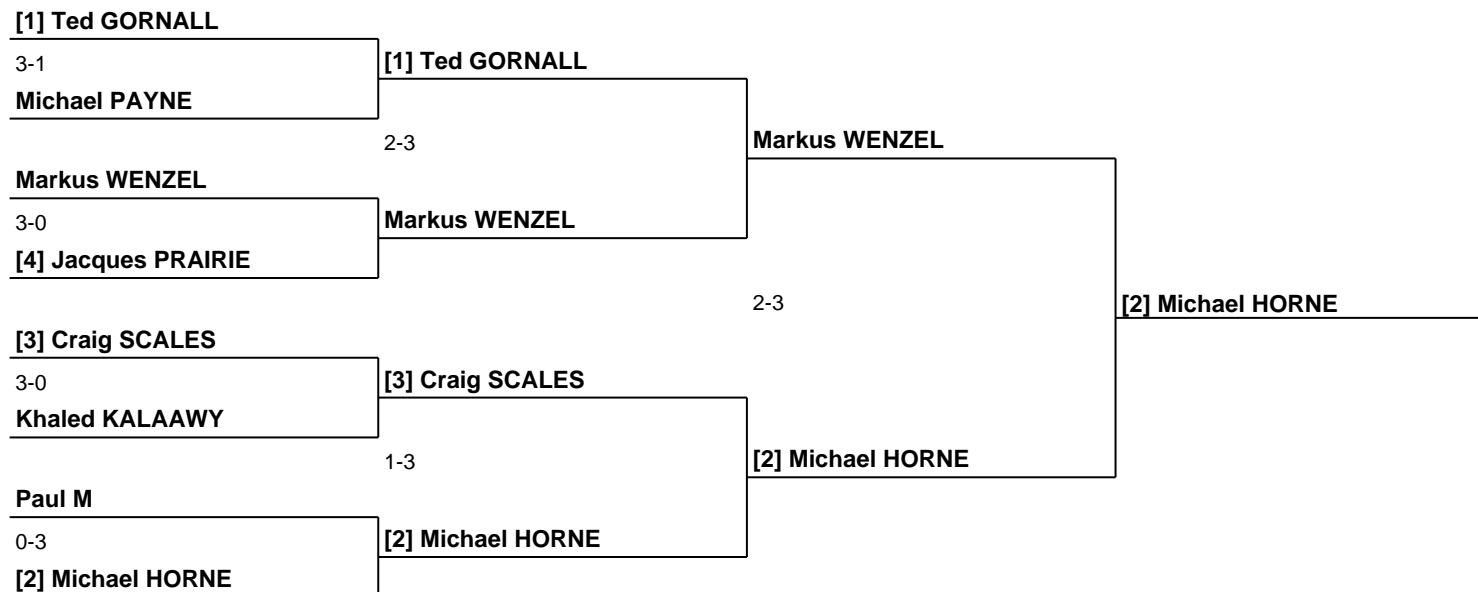 [1] Ted GORNALL
3-1
[1] Ted GORNALL
Michael PAYNE
2-3
Markus WENZEL
Markus WENZEL
3-0
Markus WENZEL
[4] Jacques PRAIRIE
2-3
[2] Michael HORNE
[3] Craig SCALES
3-0
[3] Craig SCALES
Khaled KALAAWY
1-3
[2] Michael HORNE
Paul M
0-3
[2] Michael HORNE
[2] Michael HORNE